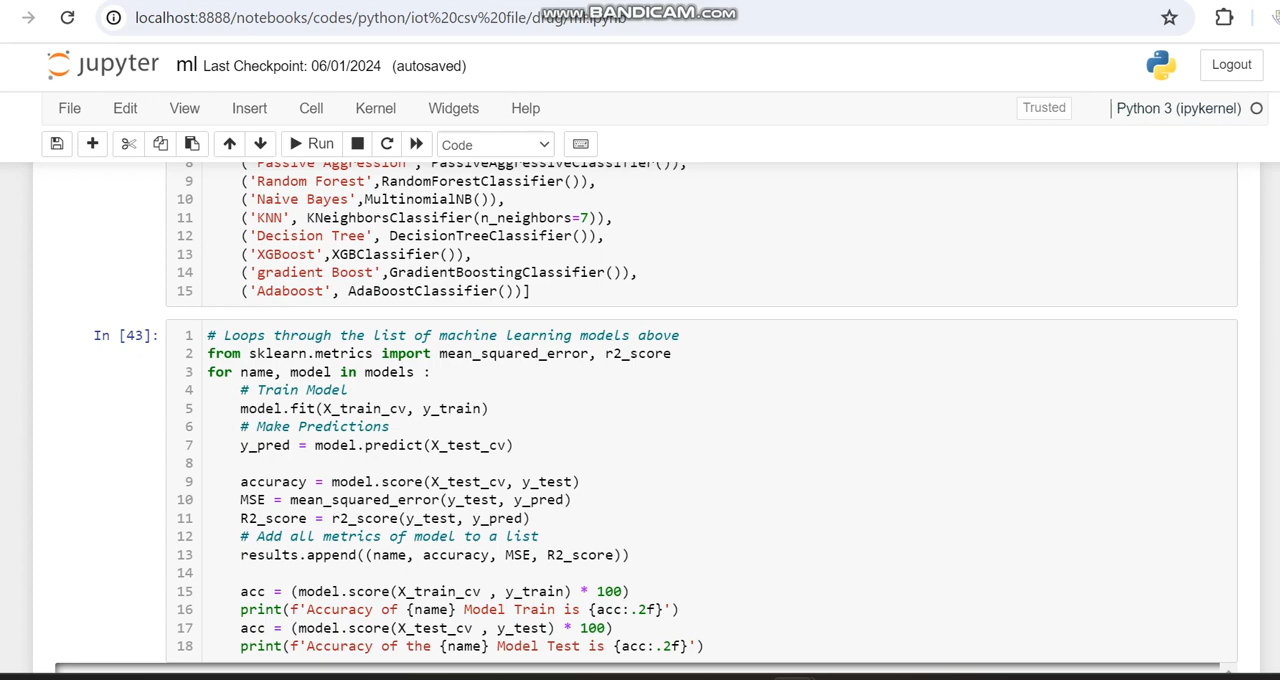 localhost:8888/notebooks/codes/python/iot%20csv%20file/drag/ml.ipynb
www.BANDICAM.com
jupyter ml Last Checkpoint: 06/01/2024 (autosaved) Logout
File Edit View Insert Cell Kernel Widgets Help Trusted Python 3 (ipykernel)
Run Code
8 ('Passive Aggression', PassiveAggressiveClassifier()),
9 ('Random Forest',RandomForestClassifier()),
10 ('Naive Bayes',MultinomialNB()),
11 ('KNN', KNeighborsClassifier(n_neighbors=7)),
12 ('Decision Tree', DecisionTreeClassifier()),
13 ('XGBoost',XGBClassifier()),
14 ('gradient Boost',GradientBoostingClassifier()),
15 ('Adaboost', AdaBoostClassifier())]
In [43]: 1 # Loops through the list of machine learning models above
2 from sklearn.metrics import mean_squared_error, r2_score
3 for name, model in models :
4 # Train Model
5 model.fit(X_train_cv, y_train)
6 # Make Predictions
7 y_pred = model.predict(X_test_cv)
8
9 accuracy = model.score(X_test_cv, y_test)
10 MSE = mean_squared_error(y_test, y_pred)
11 R2_score = r2_score(y_test, y_pred)
12 # Add all metrics of model to a list
13 results.append((name, accuracy, MSE, R2_score))
14
15 acc = (model.score(X_train_cv , y_train) * 100)
16 print(f'Accuracy of {name} Model Train is {acc:.2f}')
17 acc = (model.score(X_test_cv , y_test) * 100)
18 print(f'Accuracy of the {name} Model Test is {acc:.2f}')